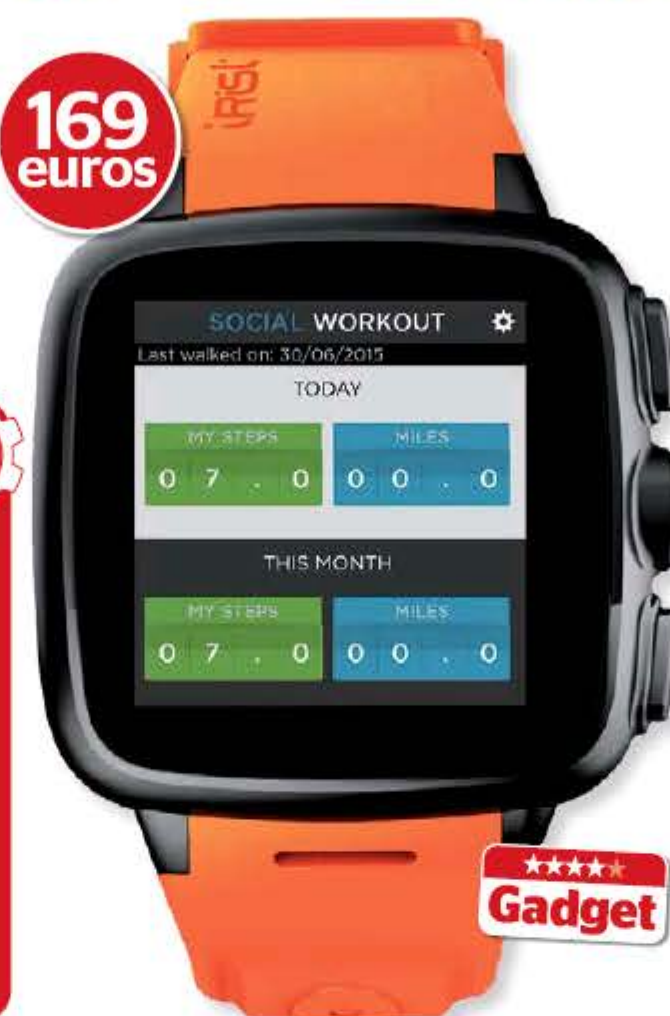 iRist
169
euros
SOCIAL WORKOUT
Last walked on: 30/06/2015
TODAY
MY STEPS MILES
0 7 . 0 0 0 . 0
THIS MONTH
MY STEPS MILES
0 7 . 0 0 0 . 0
Gadget